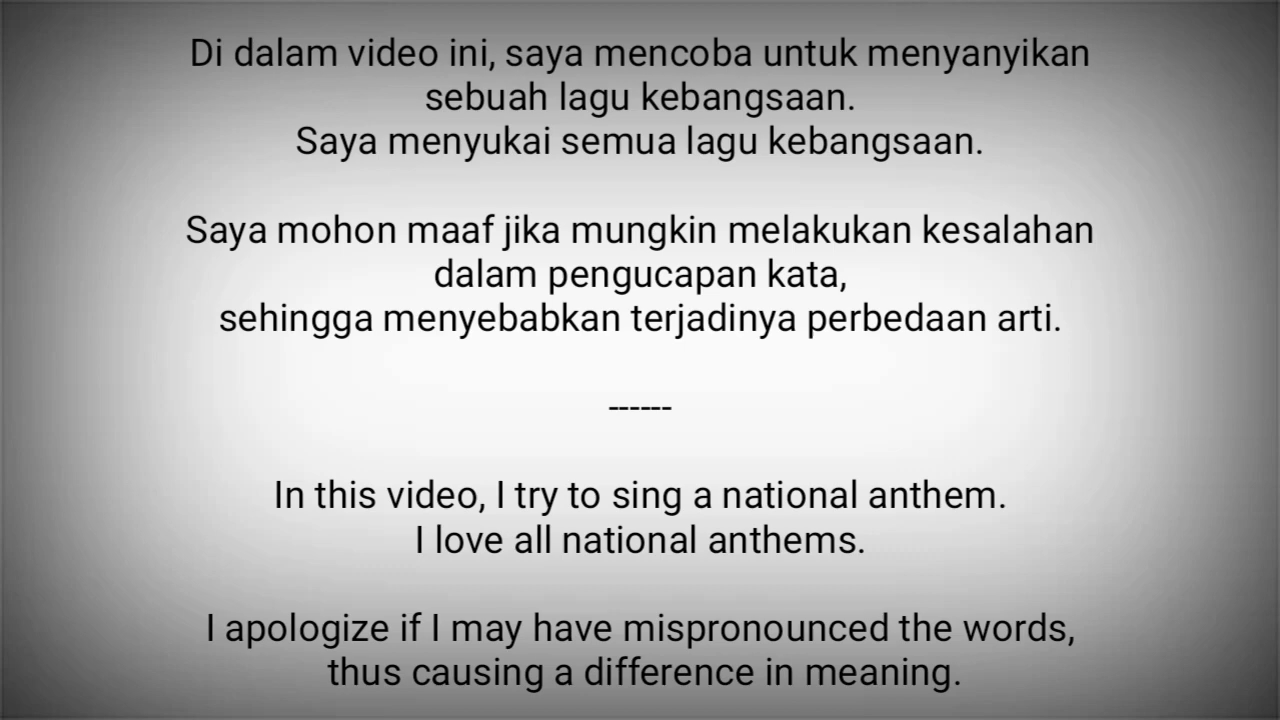 Di dalam video ini, saya mencoba untuk menyanyikan
sebuah lagu kebangsaan.
Saya menyukai semua lagu kebangsaan.
Saya mohon maaf jika mungkin melakukan kesalahan
dalam pengucapan kata,
sehingga menyebabkan terjadinya perbedaan arti.
------
In this video, I try to sing a national anthem.
I love all national anthems.
I apologize if I may have mispronounced the words,
thus causing a difference in meaning.